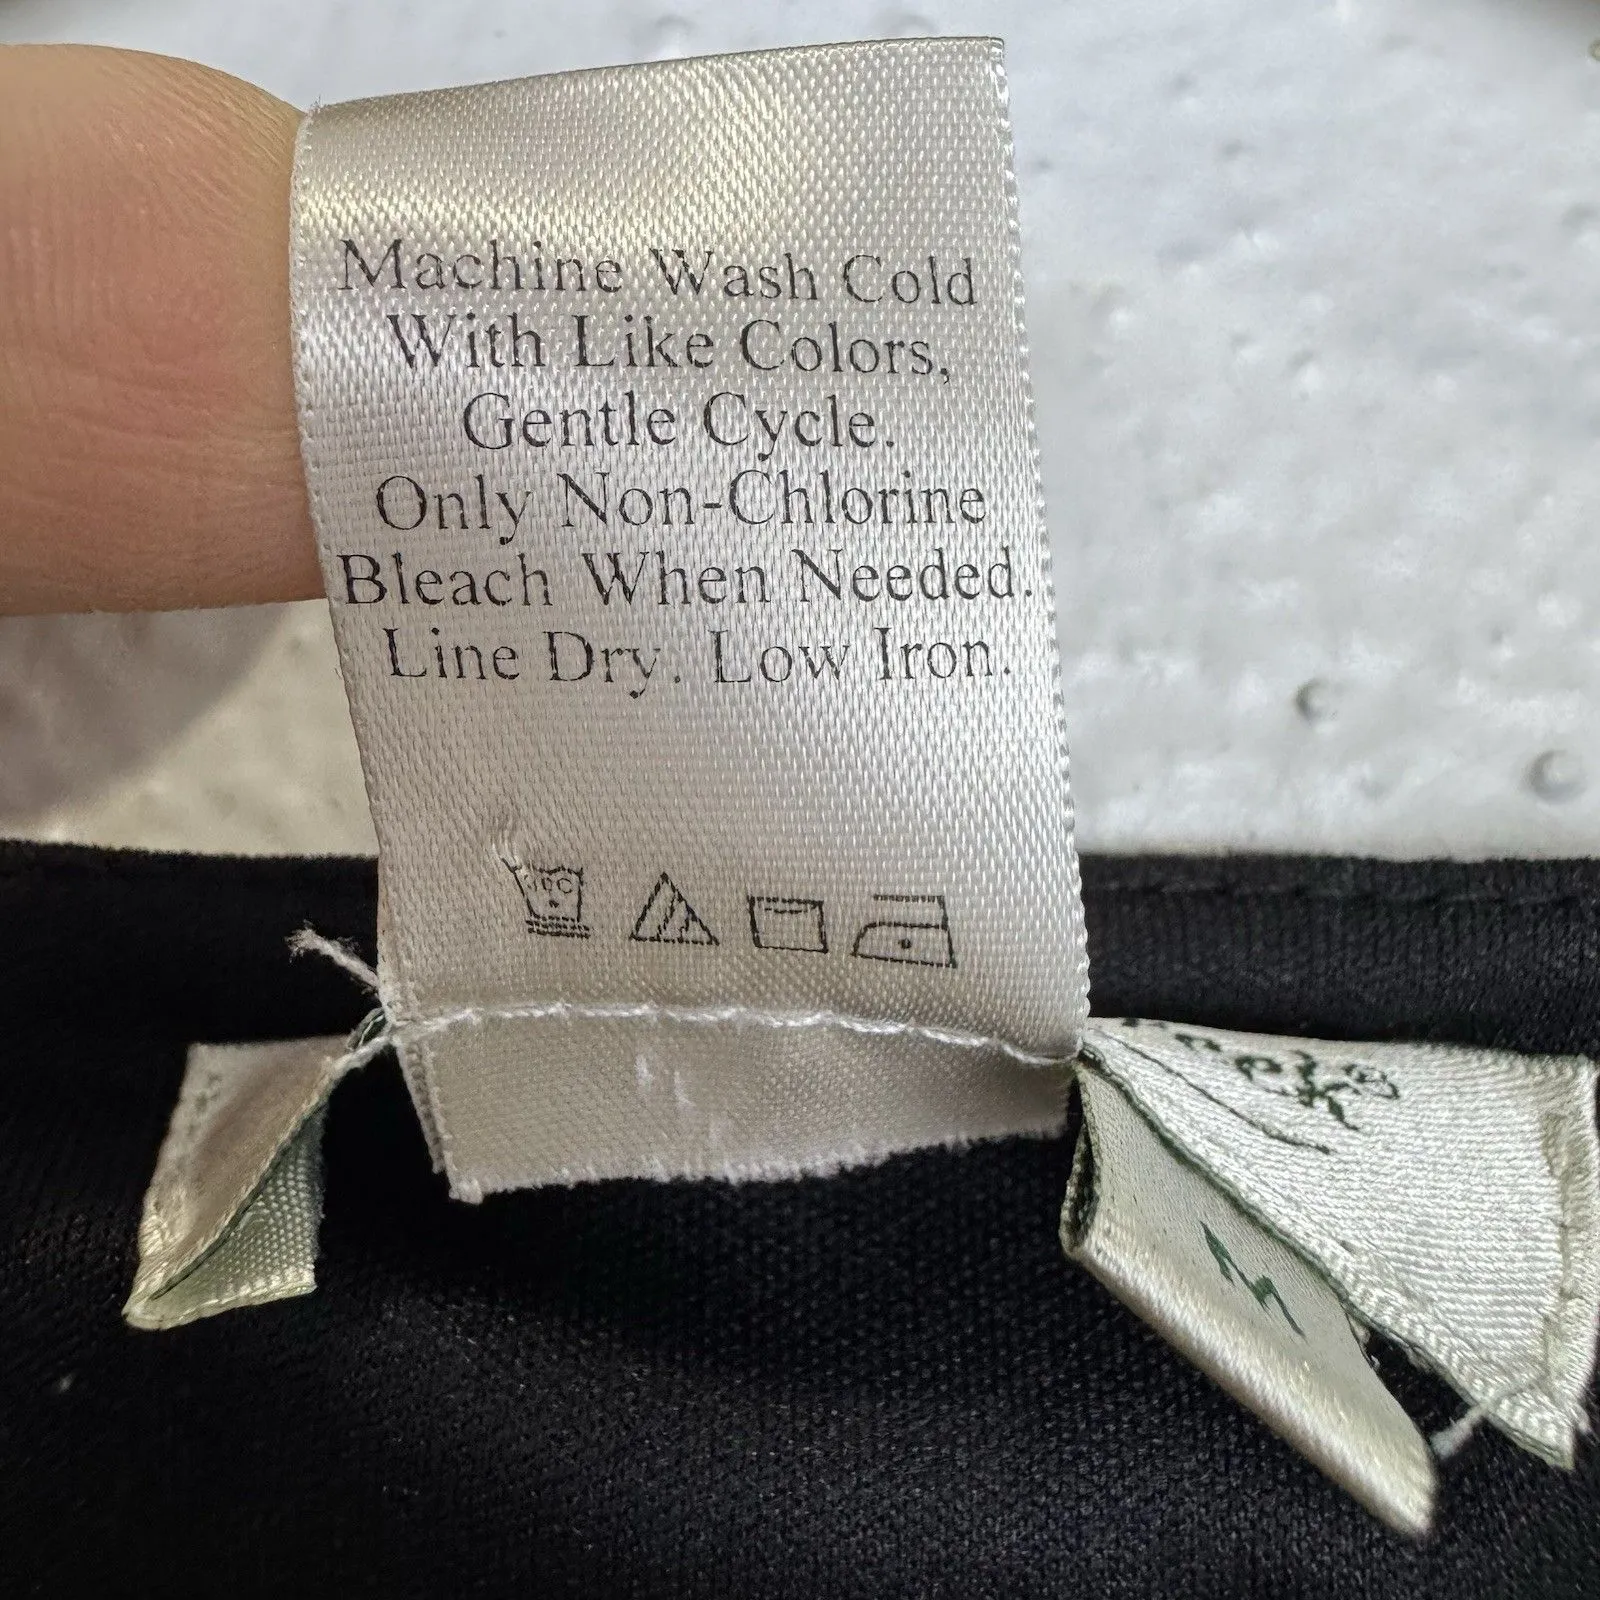 Machine Wash Cold
With Like Colors,
Gentle Cycle.
Only Non-Chlorine
Bleach When Needed.
Line Dry. Low Iron.
M